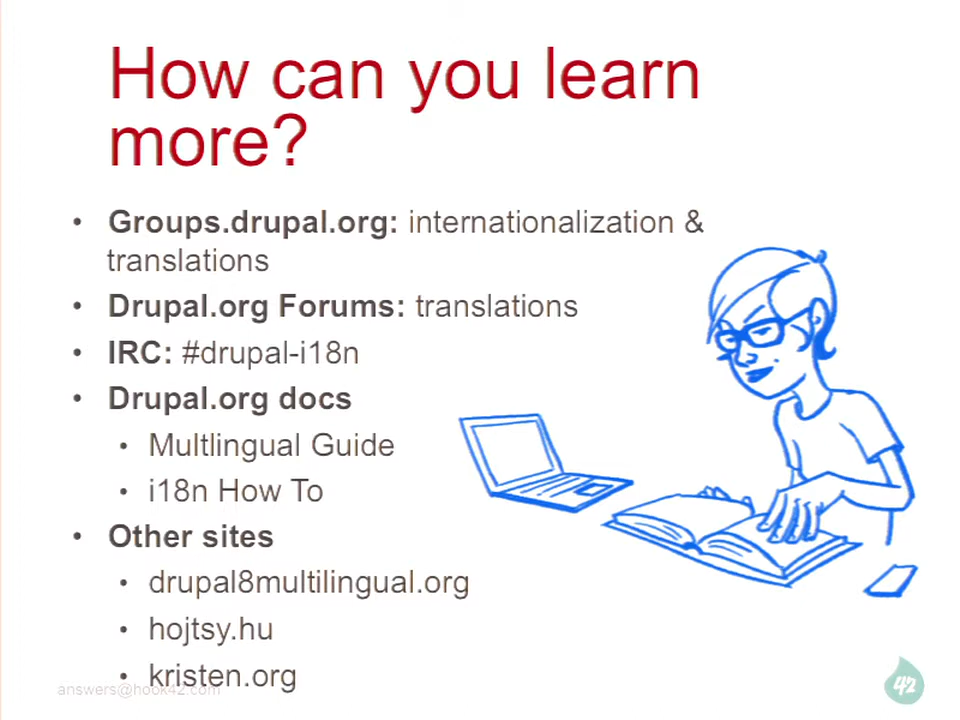 How can you learn
more?
• Groups.drupal.org: internationalization &
translations
• Drupal.org Forums: translations
• IRC: #drupal-i18n
• Drupal.org docs
• Multlingual Guide
• i18n How To
• Other sites
• drupal8multilingual.org
• hojtsy.hu
• kristen.org
answers@hook42.com
42